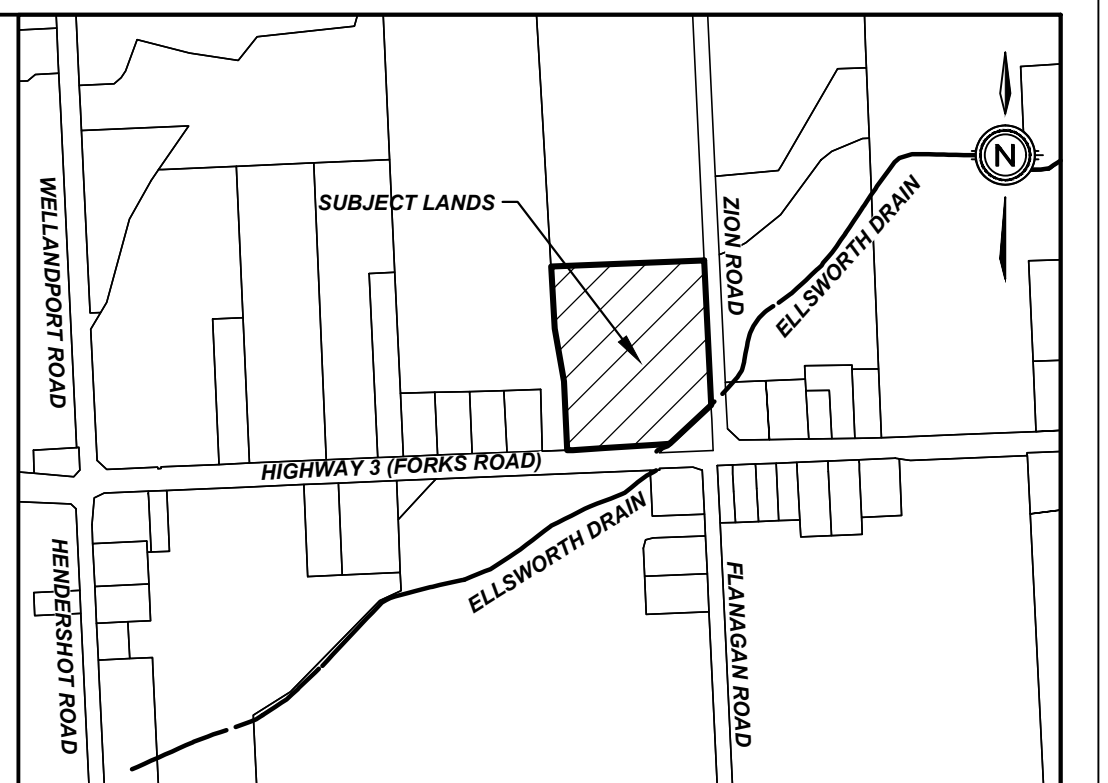 N
SUBJECT LANDS
WELLANDPORT ROAD
ZION ROAD
ELLSWORTH DRAIN
HIGHWAY 3 (FORKS ROAD)
ELLSWORTH DRAIN
HENDERSHOT ROAD
FLANAGAN ROAD